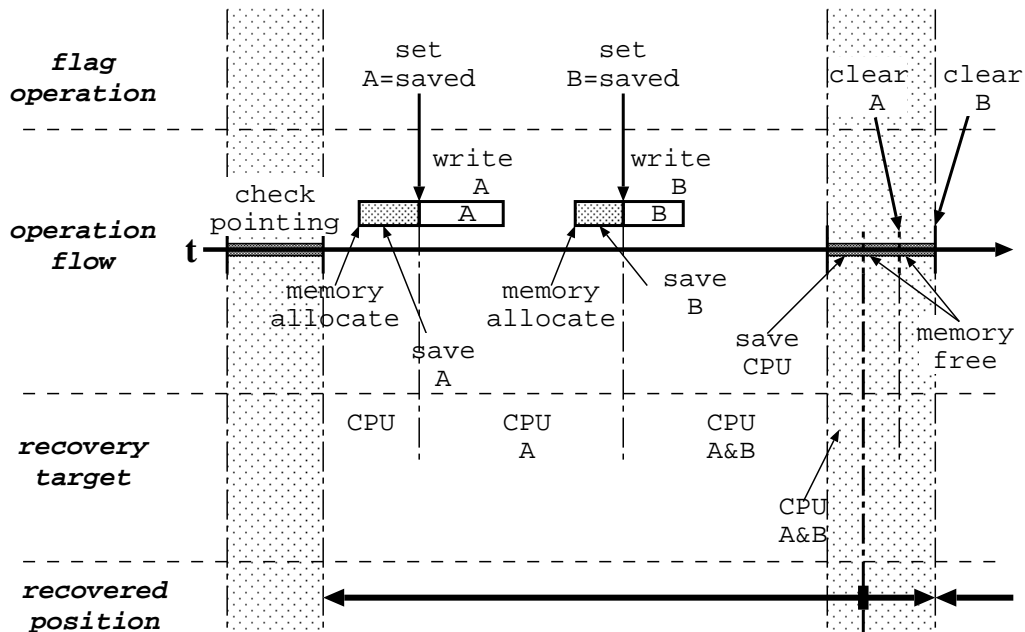 flag
operation
set
A=saved
set
B=saved
clear
A
clear
B
write
A
write
B
check
pointing
A
B
operation
flow
t
memory
allocate
save
A
memory
allocate
save
B
save
CPU
memory
free
recovery
target
CPU
CPU
A
CPU
A&B
CPU
A&B
recovered
position